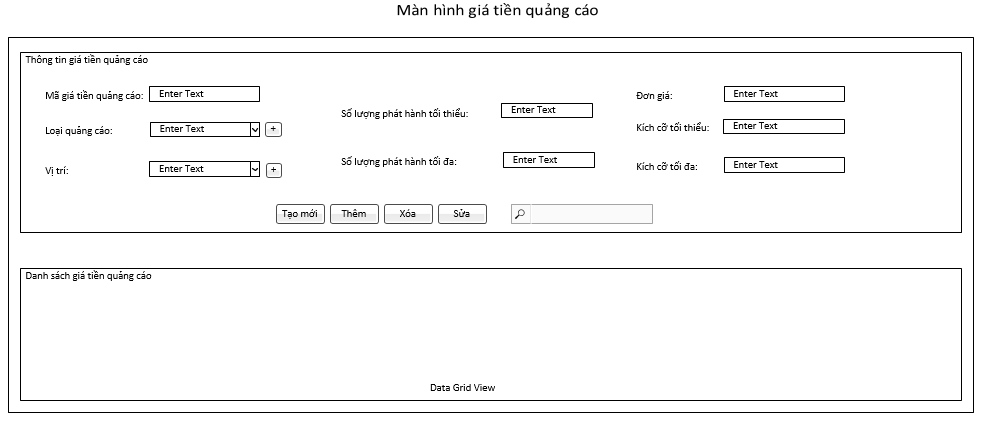 Màn hình giá tiền quảng cáo
Thông tin giá tiền quảng cáo
Mã giá tiền quảng cáo: Enter Text
Số lượng phát hành tối thiểu: Enter Text
Đơn giá: Enter Text
Loại quảng cáo: Enter Text +
Kích cỡ tối thiểu: Enter Text
Vị trí: Enter Text +
Số lượng phát hành tối đa: Enter Text
Kích cỡ tối đa: Enter Text
Tạo mới Thêm Xóa Sửa
Danh sách giá tiền quảng cáo
Data Grid View